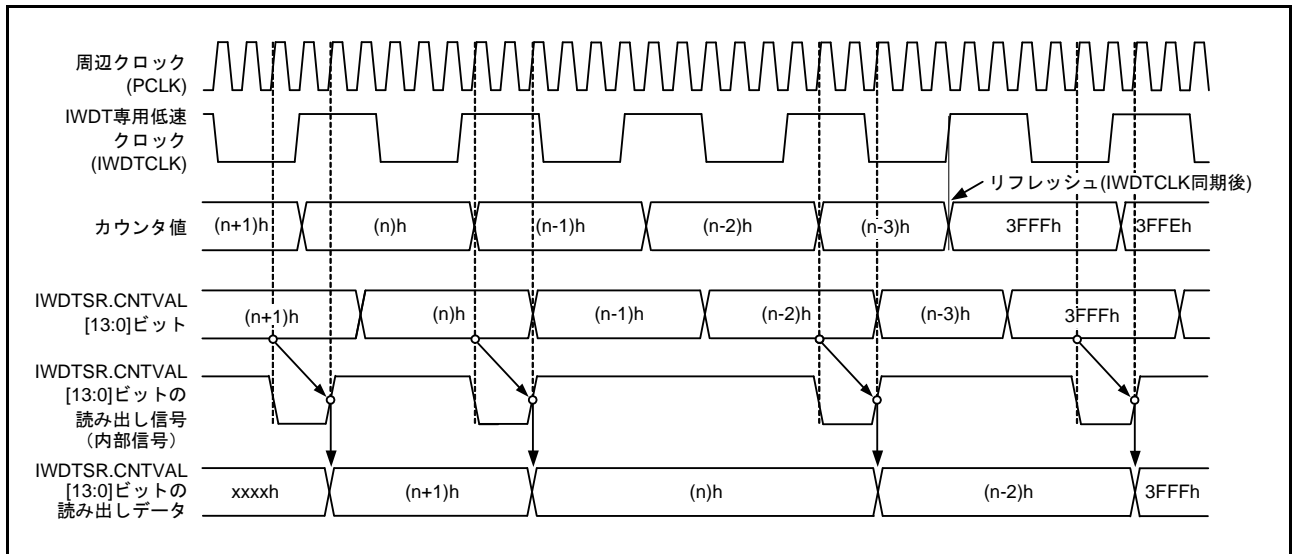 周辺クロック
(PCLK)
IWDT専用低速
クロック
(IWDTCLK)
リフレッシュ(IWDTCLK同期後)
カウンタ値 (n+1)h (n)h (n-1)h (n-2)h (n-3)h 3FFFh 3FFEh
IWDTSR.CNTVAL
[13:0]ビット (n+1)h (n)h (n-1)h (n-2)h (n-3)h 3FFFh
IWDTSR.CNTVAL
[13:0]ビットの
読み出し信号
（内部信号）
IWDTSR.CNTVAL
[13:0]ビットの
読み出しデータ xxxxh (n+1)h (n)h (n-2)h 3FFFh